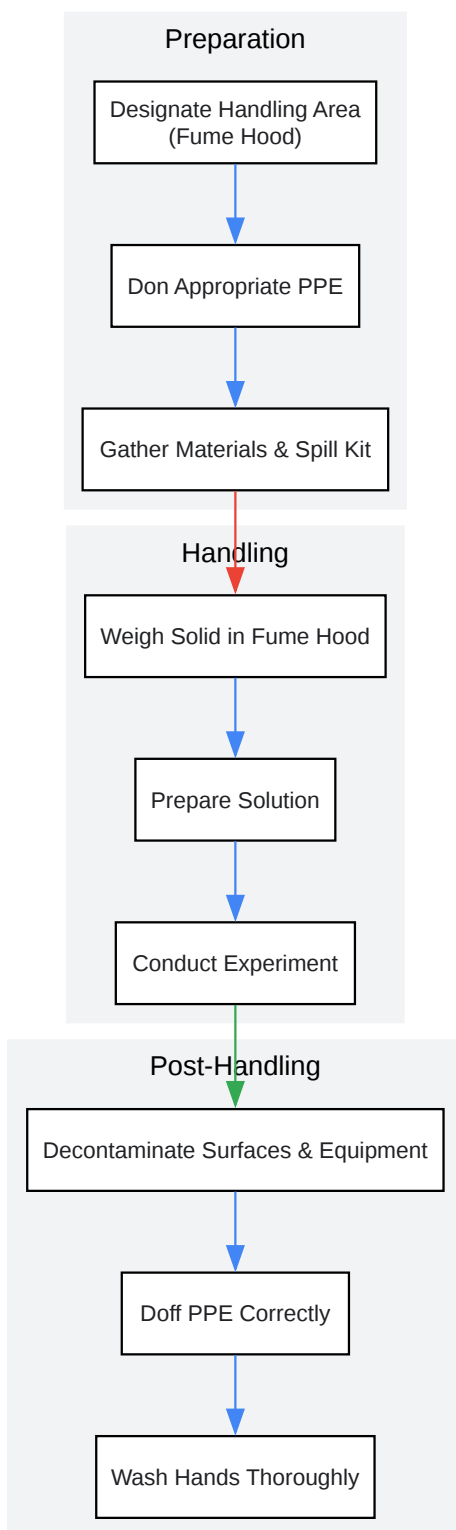 Preparation
Designate Handling Area
(Fume Hood)
Don Appropriate PPE
Gather Materials & Spill Kit
Handling
Weigh Solid in Fume Hood
Prepare Solution
Conduct Experiment
Post-Handling
Decontaminate Surfaces & Equipment
Doff PPE Correctly
Wash Hands Thoroughly